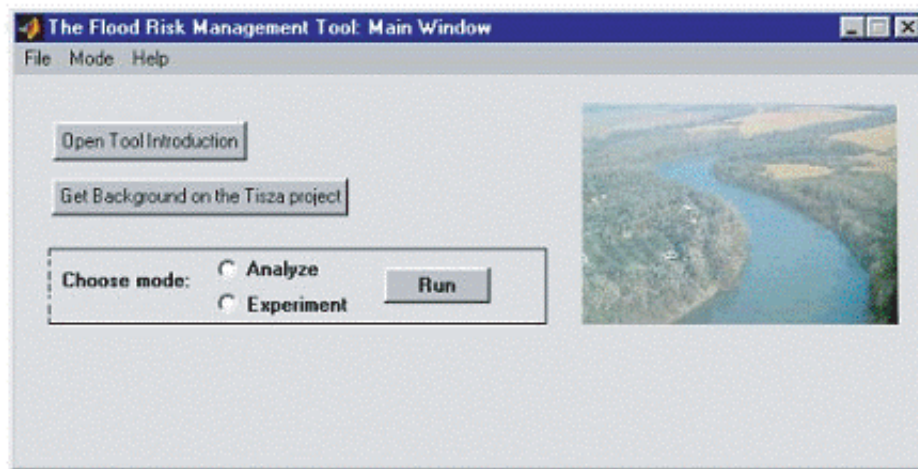 The Flood Risk Management Tool: Main Window
File Mode Help
Open Tool Introduction
Get Background on the Tisza project
Choose mode:
Analyze
Experiment
Run